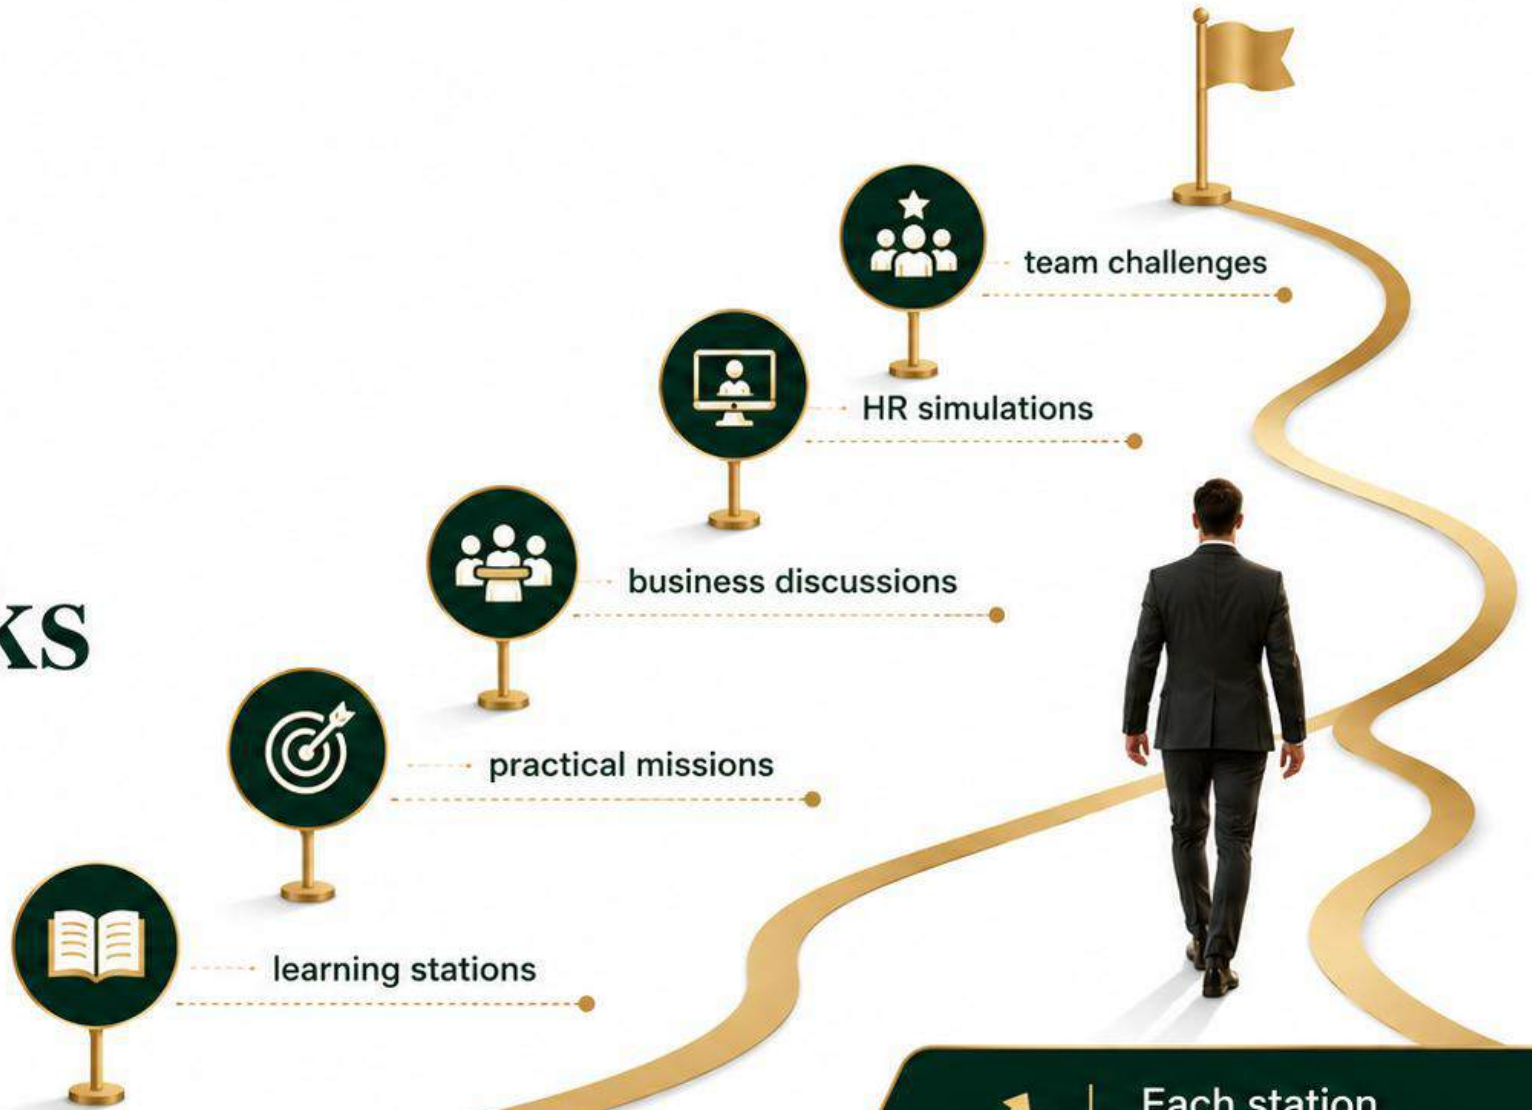 team challenges
HR simulations
business discussions
ks
practical missions
learning stations
Each station